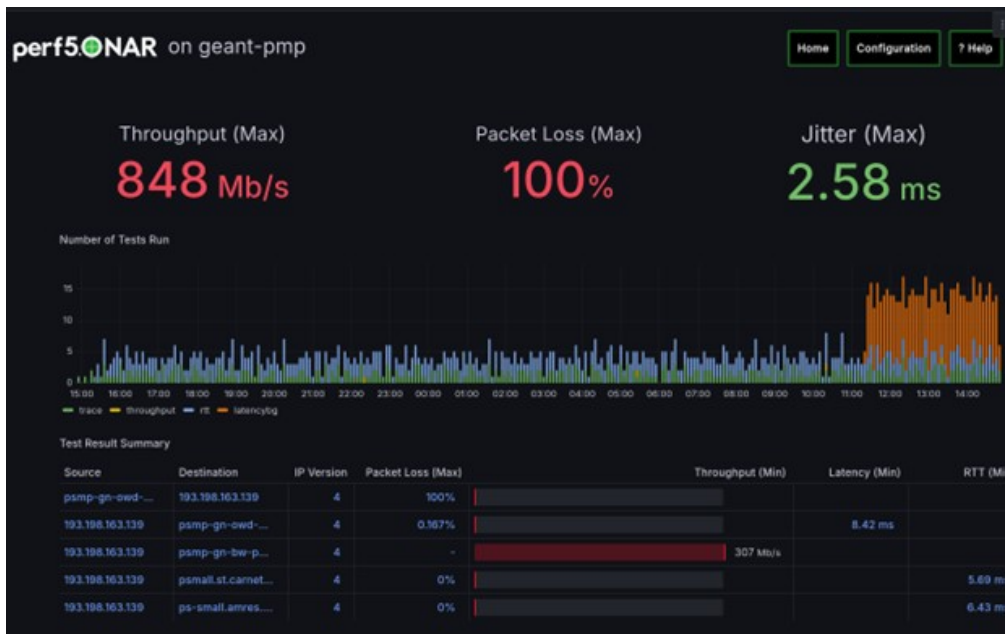 perfS.ONAR on geant-pmp
Home Configuration ? Help
Throughput (Max) Packet Loss (Max) Jitter (Max)
848 Mb/s 100% 2.58 ms
Number of Tests Run
15
10
5
0
15:00 16:00 17:00 18:00 19:00 20:00 21:00 22:00 23:00 00:00 01:00 02:00 03:00 04:00 05:00 06:00 07:00 08:00 09:00 10:00 11:00 12:00 13:00 14:00
trace throughput rtt latencybg
Test Result Summary
Source Destination IP Version Packet Loss (Max) Throughput (Min) Latency (Min) RTT (Mi
psmp-gn-owd-... 193.198.163.139 4 100%
193.198.163.139 psmp-gn-owd-... 4 0.167% 8.42 ms
193.198.163.139 psmp-gn-bw-p... 4 - 307 Mb/s
193.198.163.139 psmall.st.carnet... 4 0% 5.69 m
193.198.163.139 ps-small.amres.... 4 0% 6.43 m